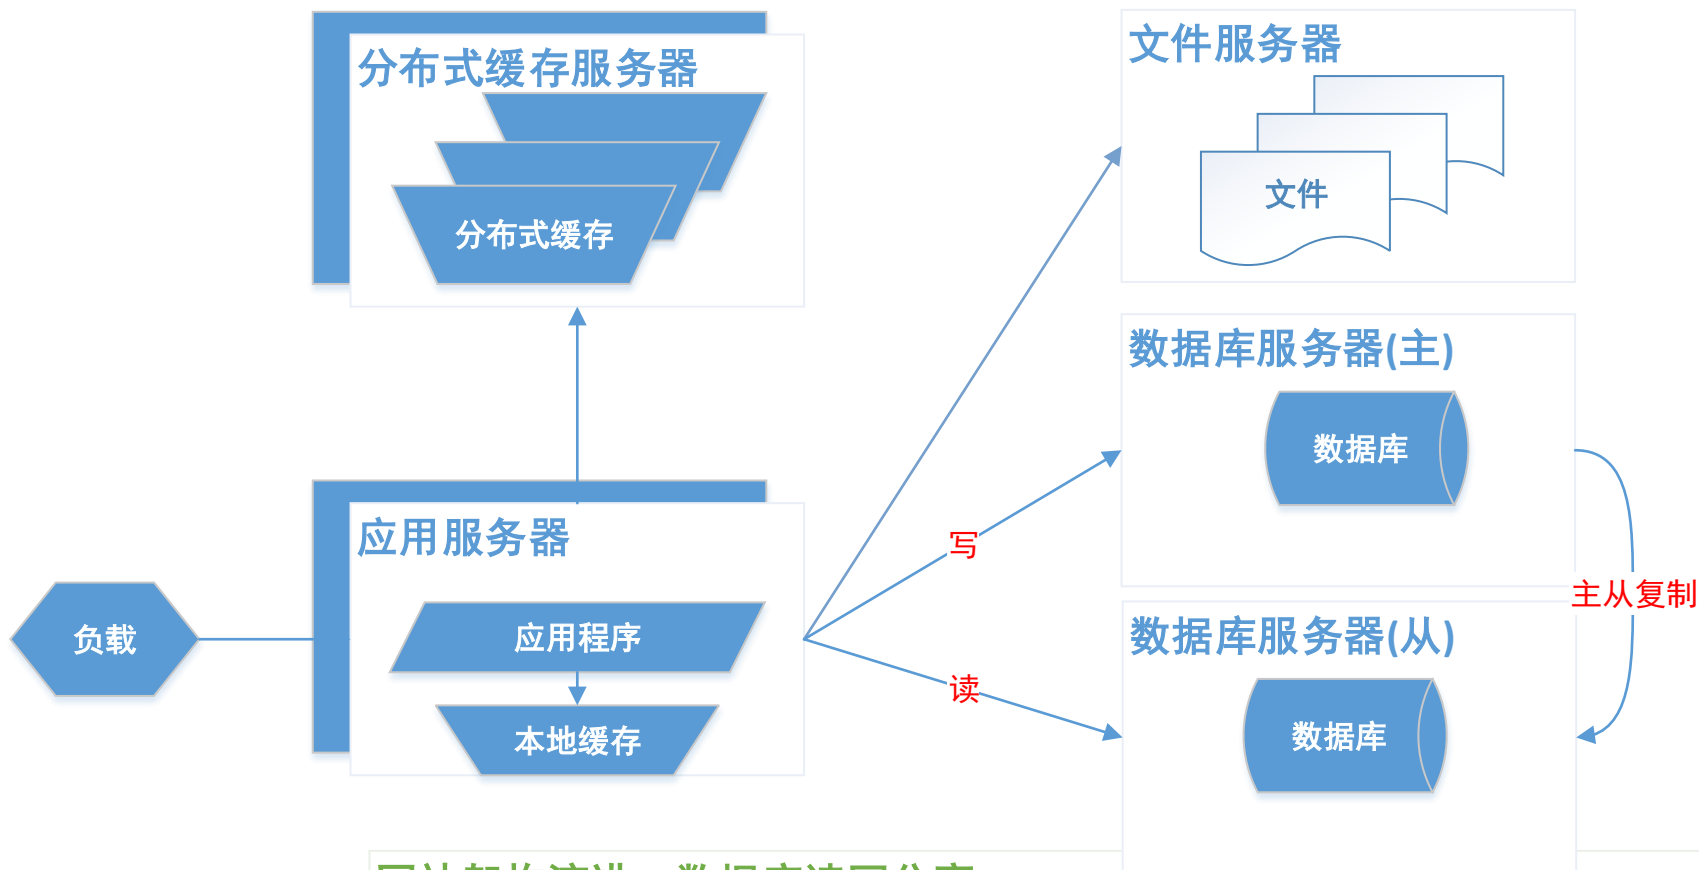 分布式缓存服务器
分布式缓存
文件服务器
文件
数据库服务器(主)
数据库
写
主从复制
应用服务器
应用程序
本地缓存
负载
读
数据库服务器(从)
数据库